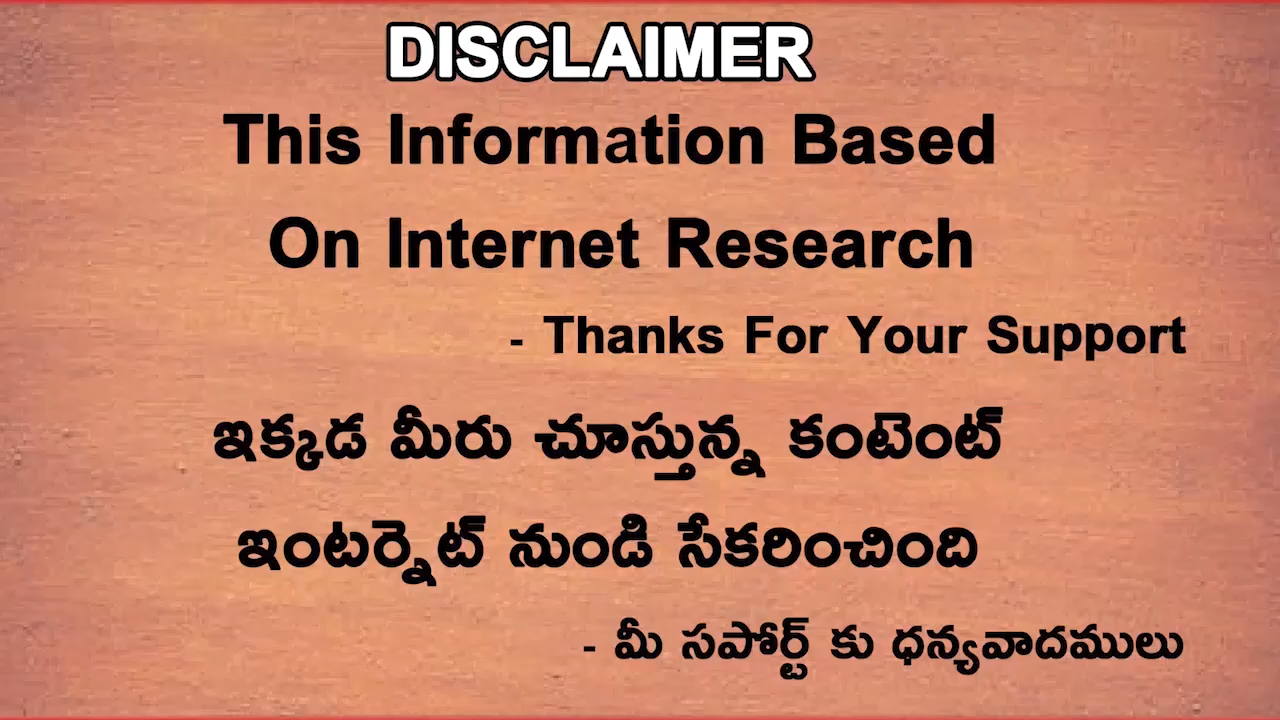 DISCLAIMER
This Information Based
On Internet Research
- Thanks For Your Support
ఇక్కడ మీరు చూస్తున్న కంటెంట్
ఇంటర్నెట్ నుండి సేకరించింది
- మీ సపోర్ట్ కు ధన్యవాదములు